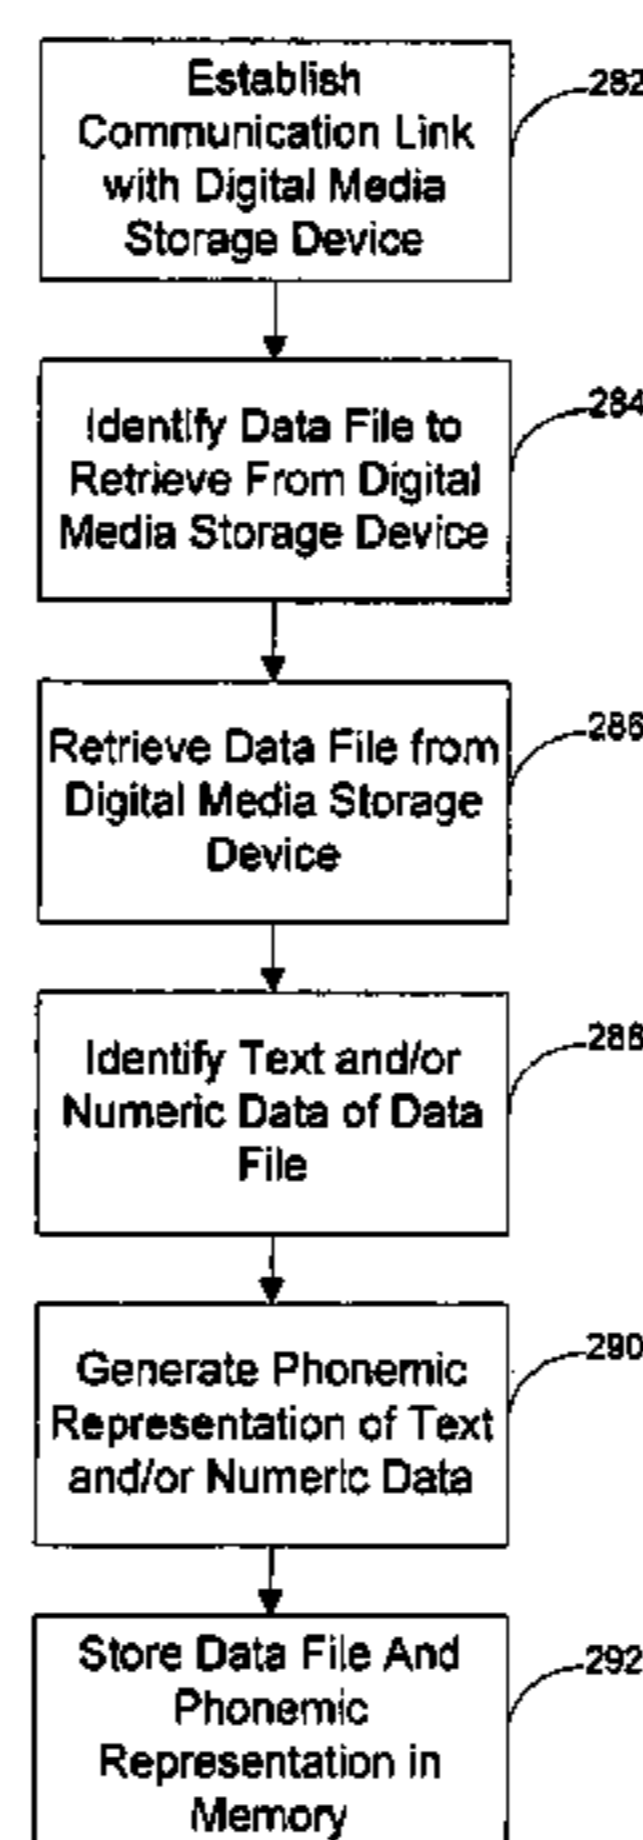 Establish
Communication Link
with Digital Media
Storage Device
282
Identify Data File to
Retrieve From Digital
Media Storage Device
284
Retrieve Data File from
Digital Media Storage
Device
286
Identify Text and/or
Numeric Data of Data
File
288
Generate Phonemic
Representation of Text
and/or Numeric Data
290
Store Data File And
Phonemic
Representation in
Memory
292